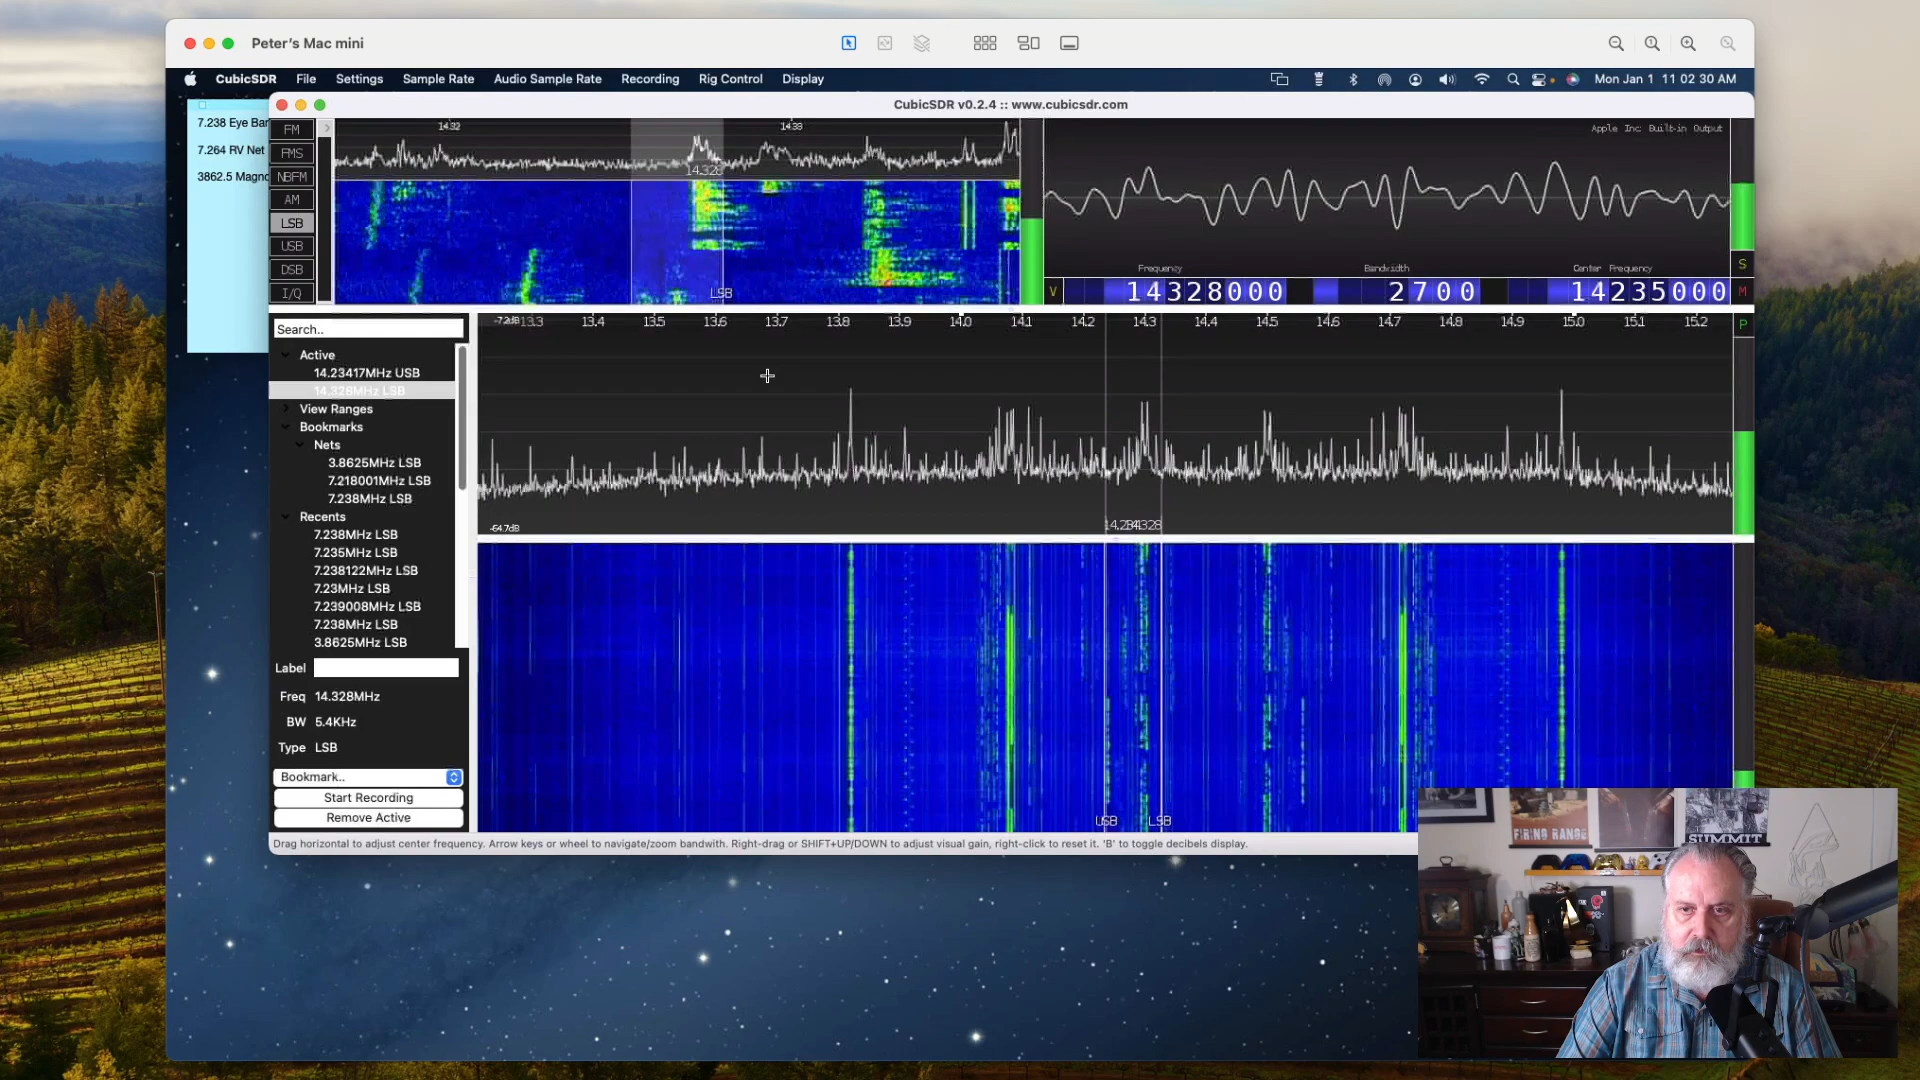 Peter's Mac mini
CubicSDR File Settings Sample Rate Audio Sample Rate Recording Rig Control Display Mon Jan 1 11 02 30 AM
CubicSDR v0.2.4 :: www.cubicsdr.com
7.238 Eye Bar
7.264 RV Net
3862.5 Magno
FM
FMS
NBFM
AM
LSB
USB
DSB
I/Q
14.32 14.33
14.328
LSB
Apple Inc: Built-in Output
Frequency Bandwidth Center Frequency
V 14328000 2700 14235000 M
S
P
Search..
Active
14.23417MHz USB
14.328MHz LSB
View Ranges
Bookmarks
Nets
3.8625MHz LSB
7.218001MHz LSB
7.238MHz LSB
Recents
7.238MHz LSB
7.235MHz LSB
7.238122MHz LSB
7.23MHz LSB
7.239008MHz LSB
7.238MHz LSB
3.8625MHz LSB
Label
Freq 14.328MHz
BW 5.4KHz
Type LSB
Bookmark..
Start Recording
Remove Active
-7.2dB 13.3 13.4 13.5 13.6 13.7 13.8 13.9 14.0 14.1 14.2 14.3 14.4 14.5 14.6 14.7 14.8 14.9 15.0 15.1 15.2
-64.7dB
14.328
USB LSB
Drag horizontal to adjust center frequency. Arrow keys or wheel to navigate/zoom bandwith. Right-drag or SHIFT+UP/DOWN to adjust visual gain, right-click to reset it. 'B' to toggle decibels display.
FIRING RANGE
SUMMIT